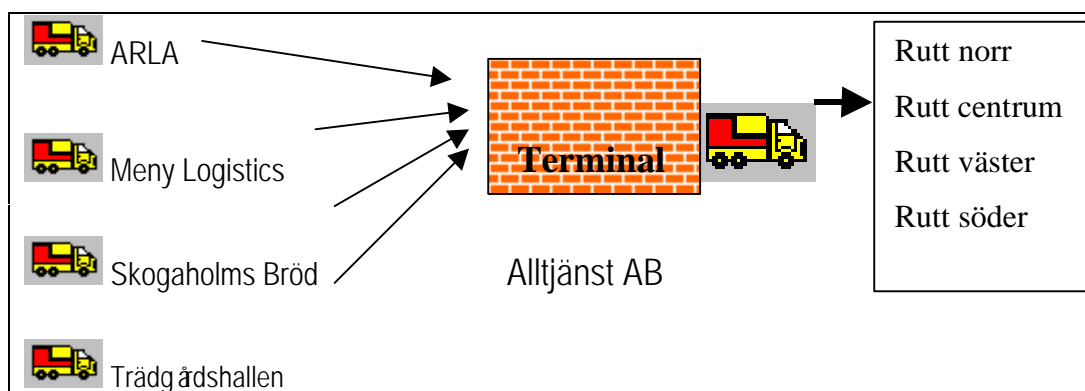 ARLA
Meny Logistics
Skogaholms Bröd
Trädgårdshallen
Terminal
Alltjänst AB
Rutt norr
Rutt centrum
Rutt väster
Rutt söder